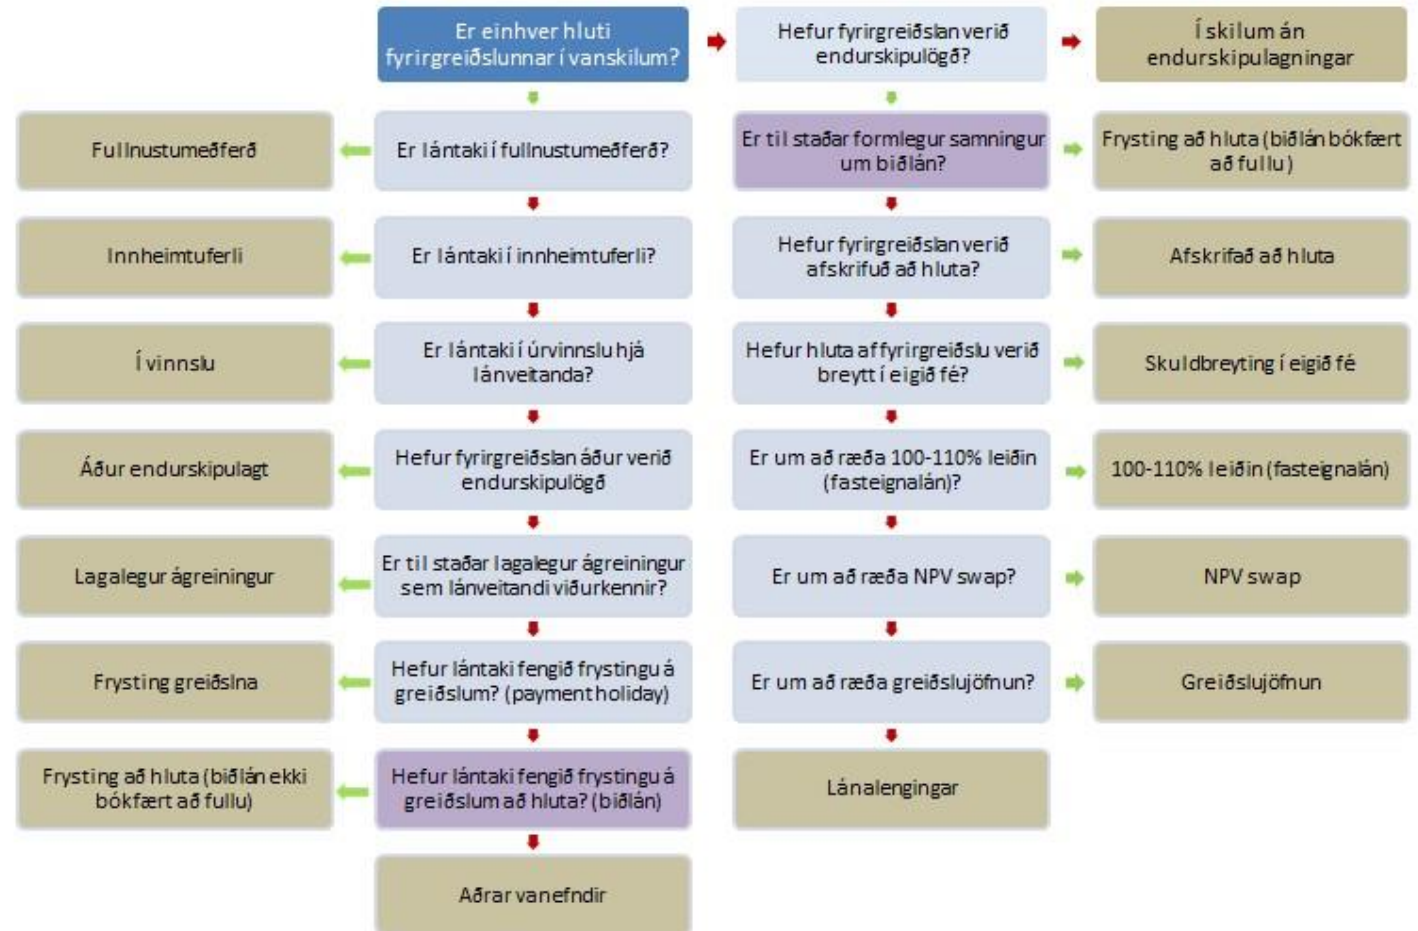 Er einhver hluti
fyrirgreiðslunnar í vanskilum?
Hefur fyrirgreiðslan verið
endurskipulögð?
Í skilum án
endurskipulagningar
Fullnustumeðferð
Er lántaki í fullnustumeðferð?
Er til staðar formlegur samningur
um biðlán?
Frysting að hluta (biðlán bókfært
að fullu)
Innheimtuferli
Er lántaki í innheimtuferli?
Hefur fyrirgreiðslan verið
afskrifuð að hluta?
Afskrifað að hluta
Í vinnslu
Er lántaki í úrvinnslu hjá
lánveitanda?
Hefur hluta af fyrirgreiðslu verið
breytt í eigið fé?
Skuldbreyting í eigið fé
Áður endurskipulagt
Hefur fyrirgreiðslan áður verið
endurskipulögð
Er um að ræða 100-110% leiðin
(fasteignalán)?
100-110% leiðin (fasteignalán)
Lagalegur ágreiningur
Er til staðar lagalegur ágreiningur
sem lánveitandi viðurkennir?
Er um að ræða NPV swap?
NPV swap
Frysting greiðslna
Hefur lántaki fengið frystingu á
greiðslum? (payment holiday)
Er um að ræða greiðslujöfnun?
Greiðslujöfnun
Frysting að hluta (biðlán ekki
bókfært að fullu)
Hefur lántaki fengið frystingu á
greiðslum að hluta? (biðlán)
Lánalengingar
Aðrar vanefndir